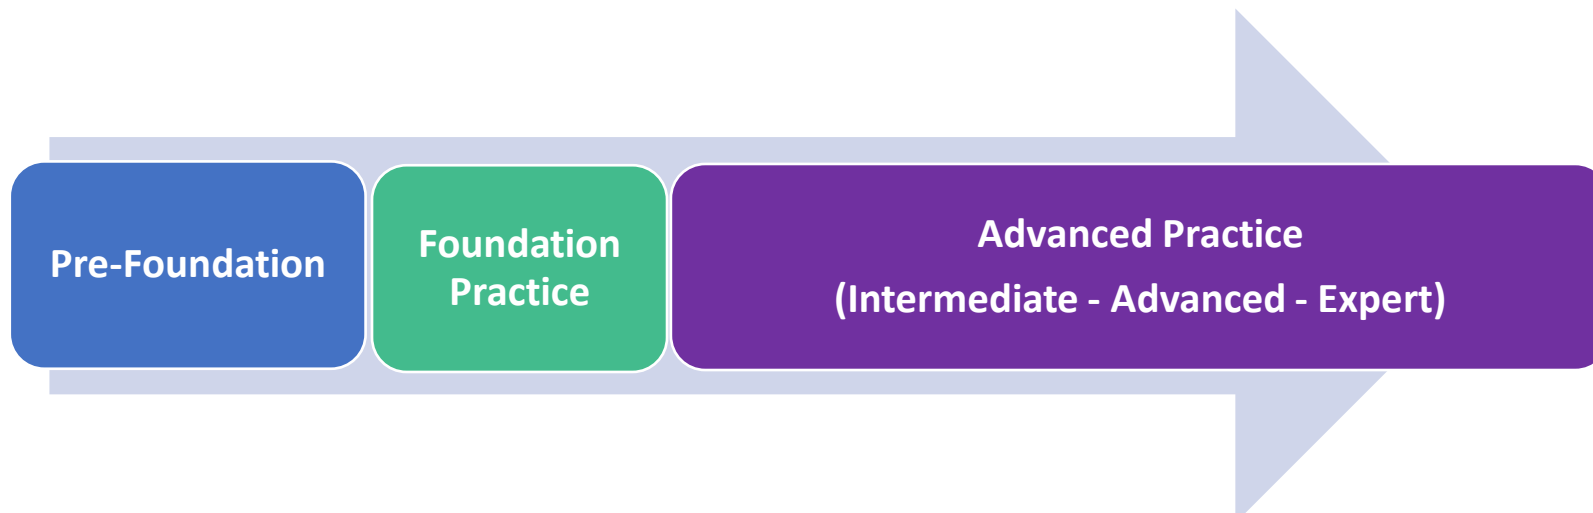 Pre-Foundation
Foundation
Practice
Advanced Practice
(Intermediate - Advanced - Expert)